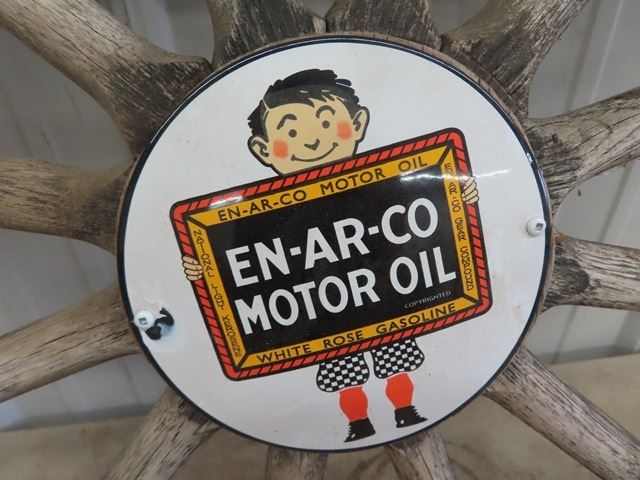 EN-AR-CO MOTOR OIL
EN-AR-CO
MOTOR OIL
COPYRIGHTED
NATIONAL LIGHT KEROSENE
EN-AR-CO GEAR COMPOUND
WHITE ROSE GASOLINE